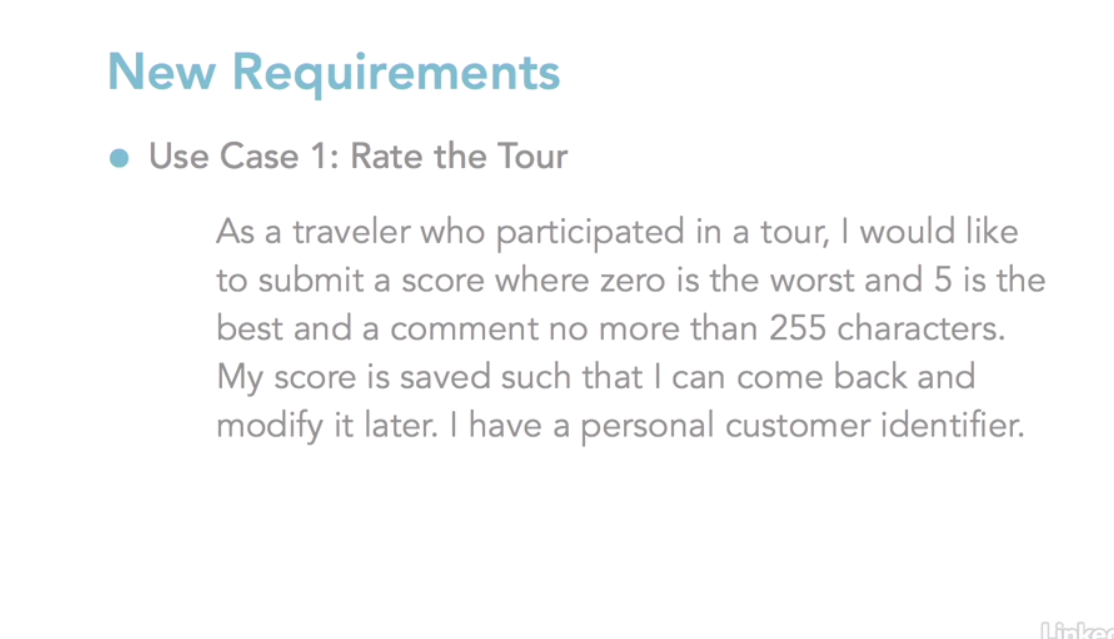 New Requirements
● Use Case 1: Rate the Tour
As a traveler who participated in a tour, I would like
to submit a score where zero is the worst and 5 is the
best and a comment no more than 255 characters.
My score is saved such that I can come back and
modify it later. I have a personal customer identifier.